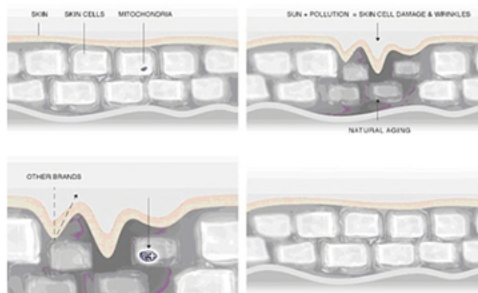 SKIN
SKIN CELLS
MITOCHONDRIA
SUN + POLLUTION = SKIN CELL DAMAGE & WRINKLES
NATURAL AGING
OTHER BRANDS